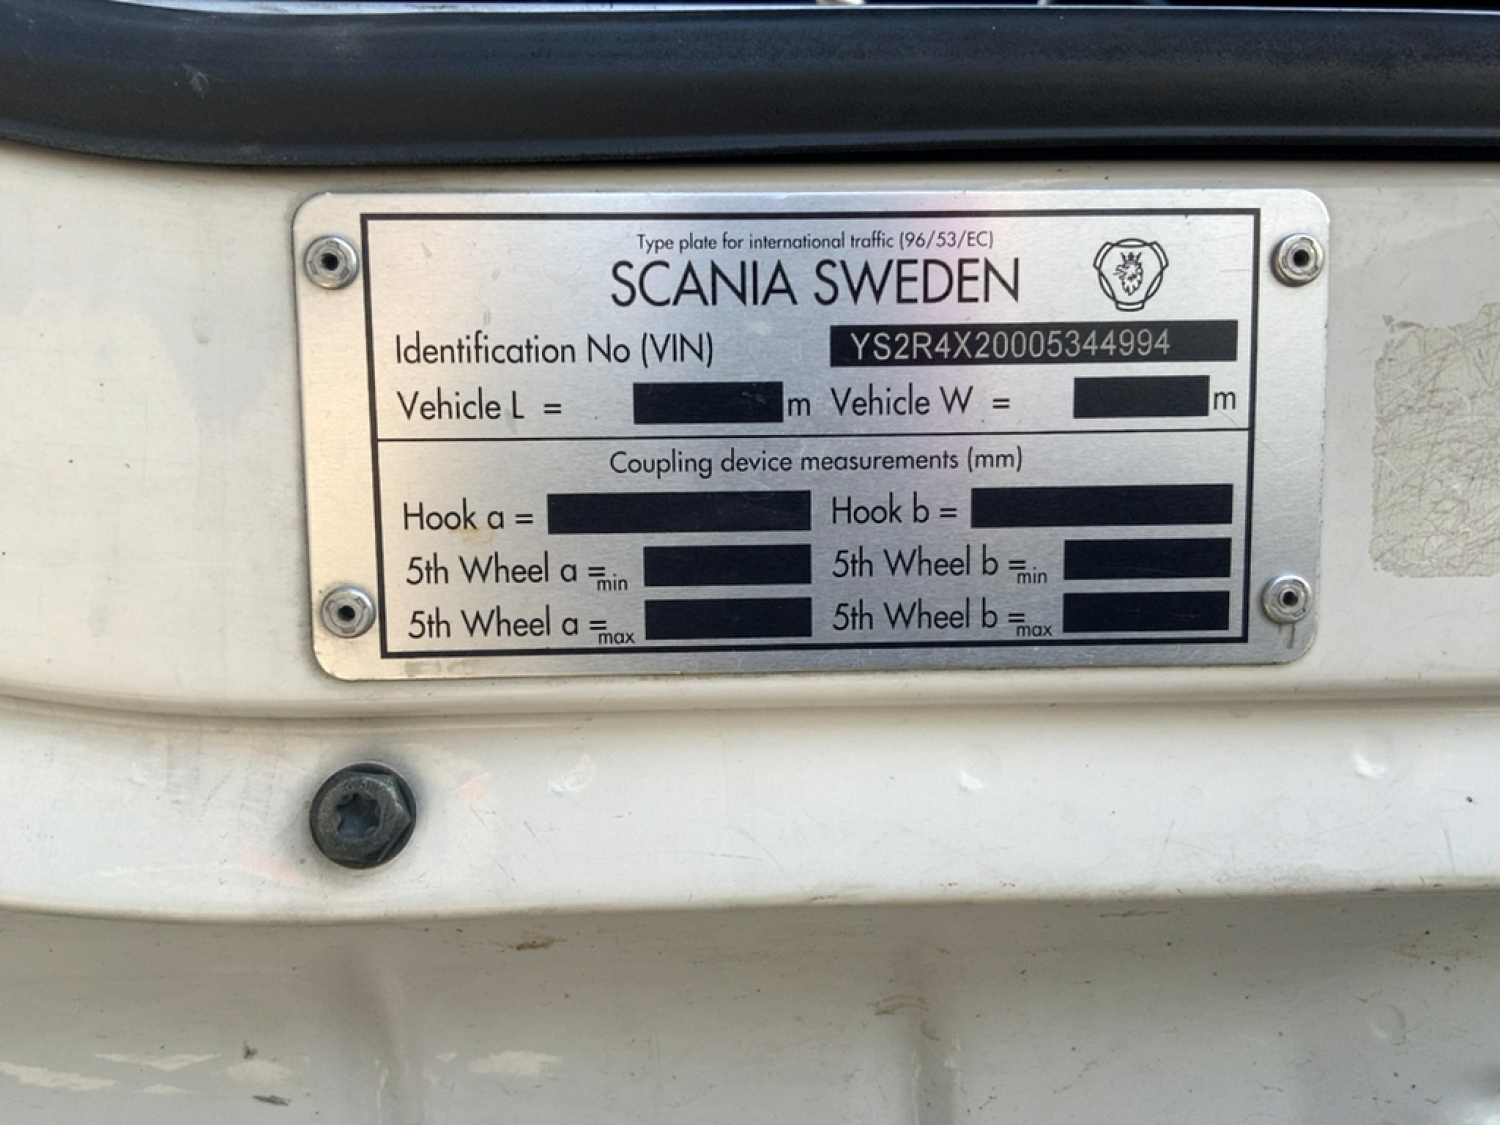 Type plate for international traffic (96/53/EC)
SCANIA SWEDEN
Identification No (VIN) YS2R4X20005344994
Vehicle L = m Vehicle W = m
Coupling device measurements (mm)
Hook a = Hook b =
5th Wheel a =min 5th Wheel b =min
5th Wheel a =max 5th Wheel b =max